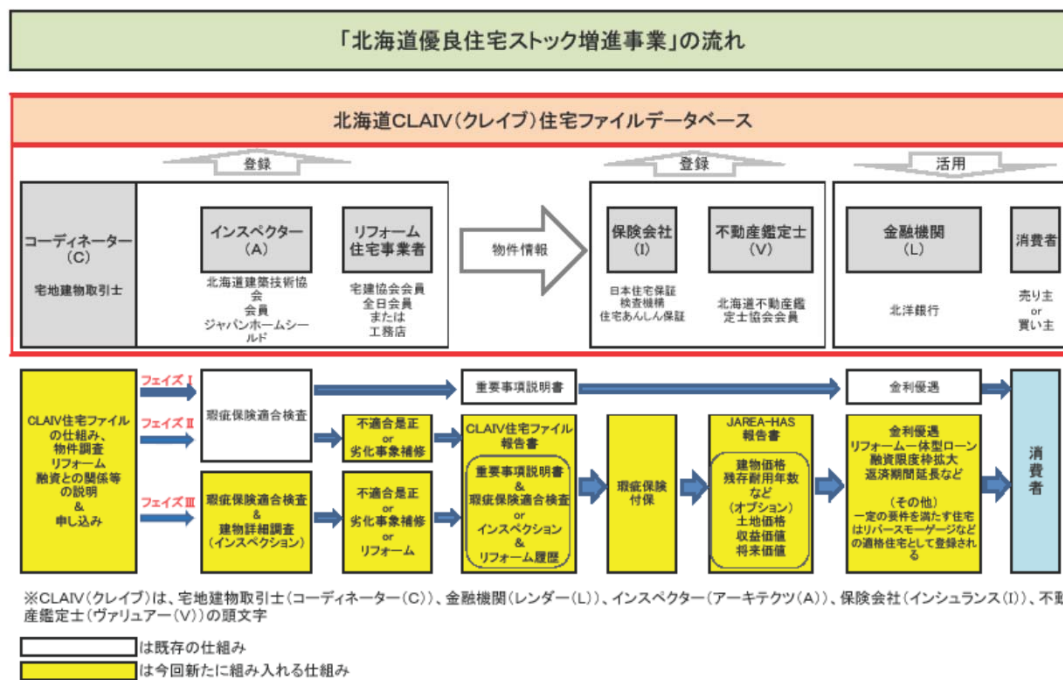 「北海道優良住宅ストック増進事業」の流れ
北海道CLAIV(クレイブ)住宅ファイルデータベース
登録
登録
活用
コーディネーター
(C)
宅地建物取引士
インスペクター
(A)
北海道建築技術協
会
会員
ジャパンホームシー
ルド
リフォーム
住宅事業者
宅建協会会員
全日会員
または
工務店
物件情報
保険会社
(I)
日本住宅保証
検査機構
住宅あんしん保証
不動産鑑定士
(V)
北海道不動産鑑
定士協会会員
金融機関
(L)
北洋銀行
消費者
売り主
or
買い主
CLAIV住宅ファイル
の仕組み、
物件調査
リフォーム
融資との関係等
の説明
&
申し込み
フェイズⅠ
フェイズⅡ
フェイズⅢ
瑕疵保険適合検査
重要事項説明書
金利優遇
不適合是正
or
劣化事象補修
瑕疵保険適合検査
&
建物詳細調査
(インスペクション)
不適合是正
or
劣化事象補修
or
リフォーム
CLAIV住宅ファイル
報告書
重要事項説明書
&
瑕疵保険適合検査
or
インスペクション
&
リフォーム履歴
瑕疵保険
付保
JAREA-HAS
報告書
建物価格
残存耐用年数
など
(オプション)
土地価格
収益価値
将来価値
金利優遇
リフォーム一体型ローン
融資限度枠拡大
返済期間延長など
(その他)
一定の要件を満たす住宅
はリバースモーゲージなど
の適格住宅として登録され
る
消費者
※CLAIV(クレイブ)は、宅地建物取引士(コーディネーター(C))、金融機関(レンダー(L))、インスペクター(アーキテクツ(A))、保険会社(インシュランス(I))、不動
産鑑定士(ヴァリュアー(V))の頭文字
は既存の仕組み
は今回新たに組み入れる仕組み